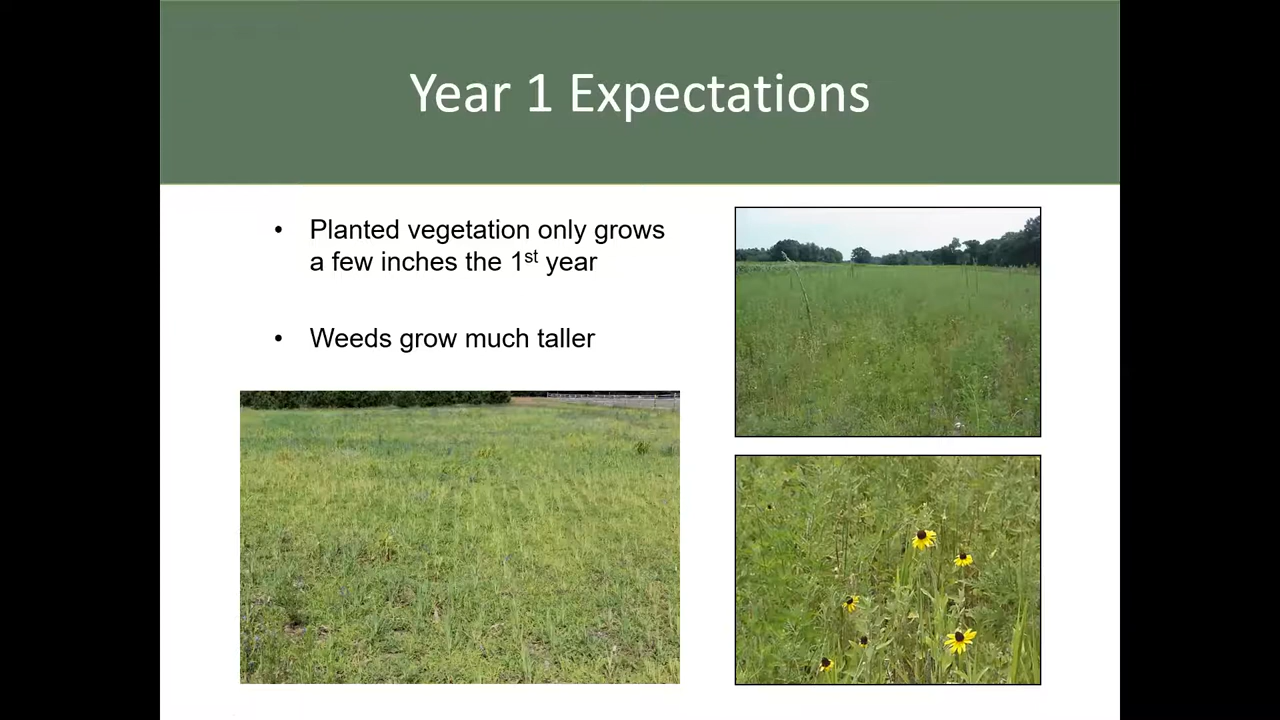 Year 1 Expectations
• Planted vegetation only grows
a few inches the 1st year
• Weeds grow much taller